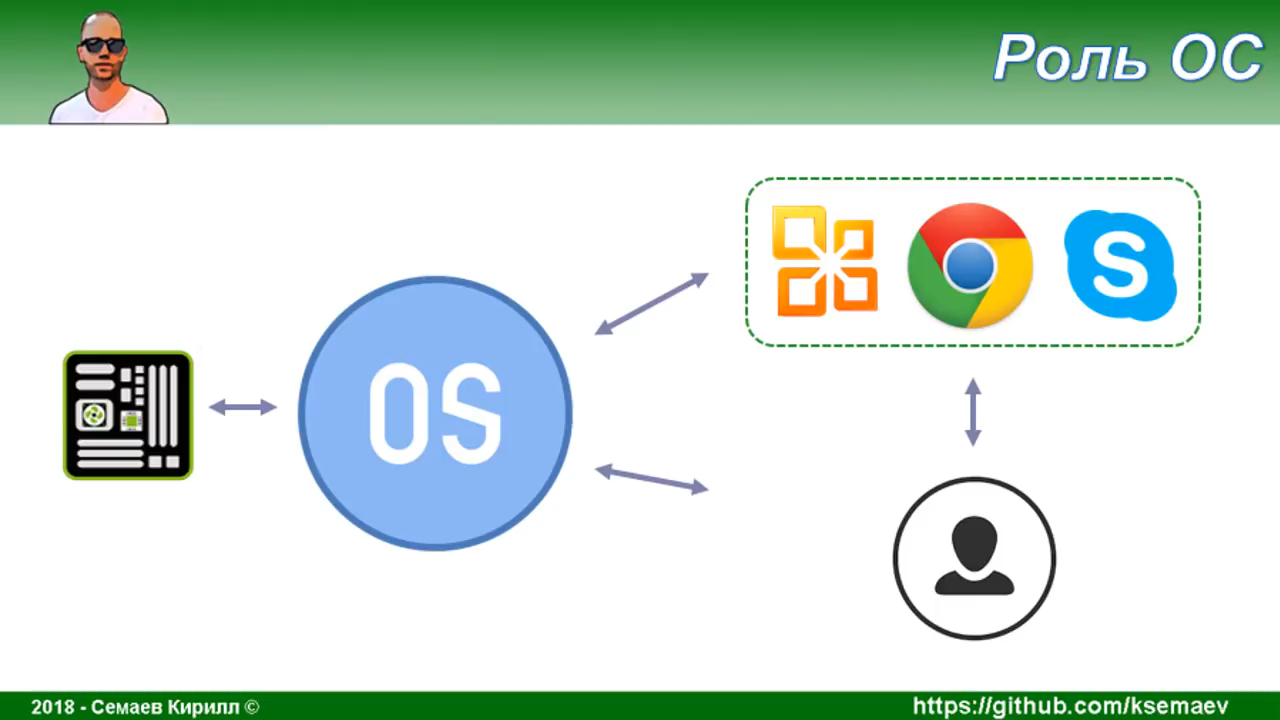 Роль ОС
OS
S
2018 - Семаев Кирилл ©
https://github.com/ksemaev